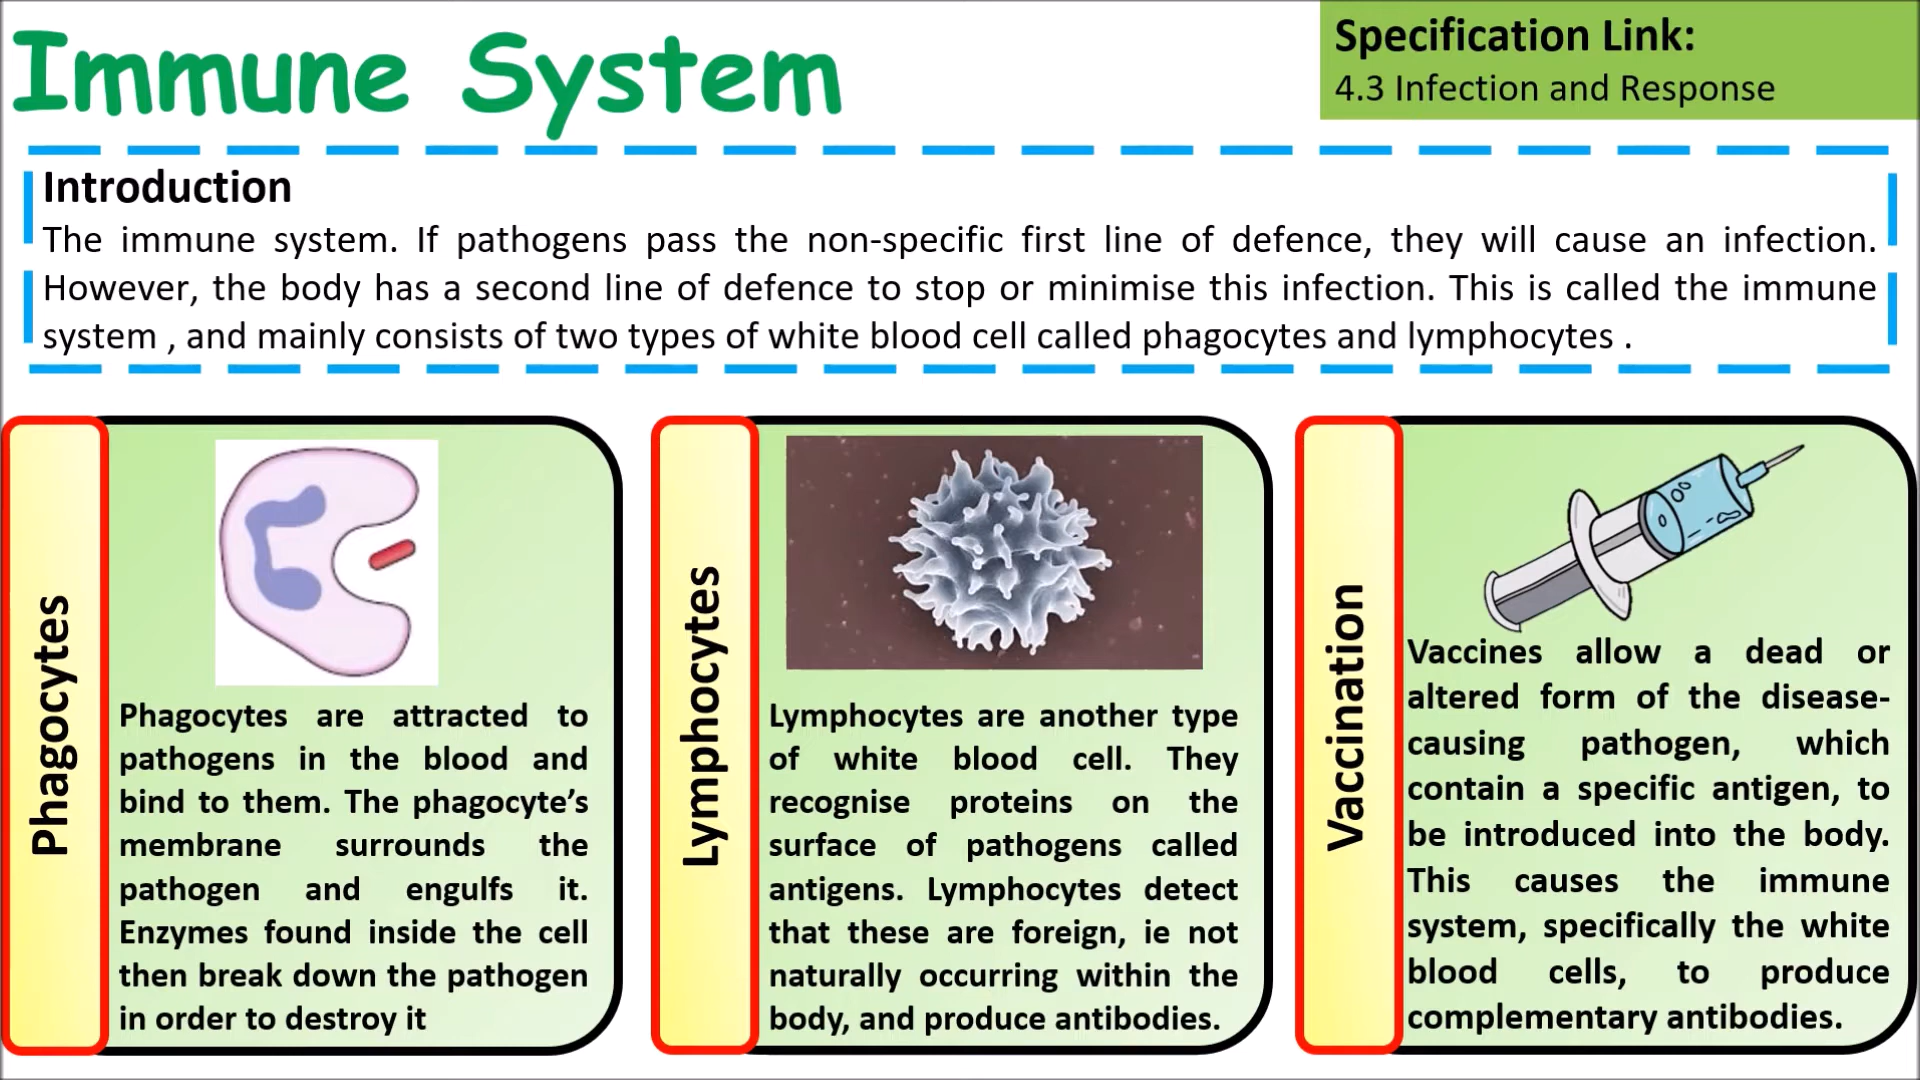 Immune System
Specification Link:
4.3 Infection and Response
Introduction
The immune system. If pathogens pass the non-specific first line of defence, they will cause an infection.
However, the body has a second line of defence to stop or minimise this infection. This is called the immune
system , and mainly consists of two types of white blood cell called phagocytes and lymphocytes .
Phagocytes
Phagocytes are attracted to
pathogens in the blood and
bind to them. The phagocyte’s
membrane surrounds the
pathogen and engulfs it.
Enzymes found inside the cell
then break down the pathogen
in order to destroy it
Lymphocytes
Lymphocytes are another type
of white blood cell. They
recognise proteins on the
surface of pathogens called
antigens. Lymphocytes detect
that these are foreign, ie not
naturally occurring within the
body, and produce antibodies.
Vaccination
Vaccines allow a dead or
altered form of the disease-
causing pathogen, which
contain a specific antigen, to
be introduced into the body.
This causes the immune
system, specifically the white
blood cells, to produce
complementary antibodies.